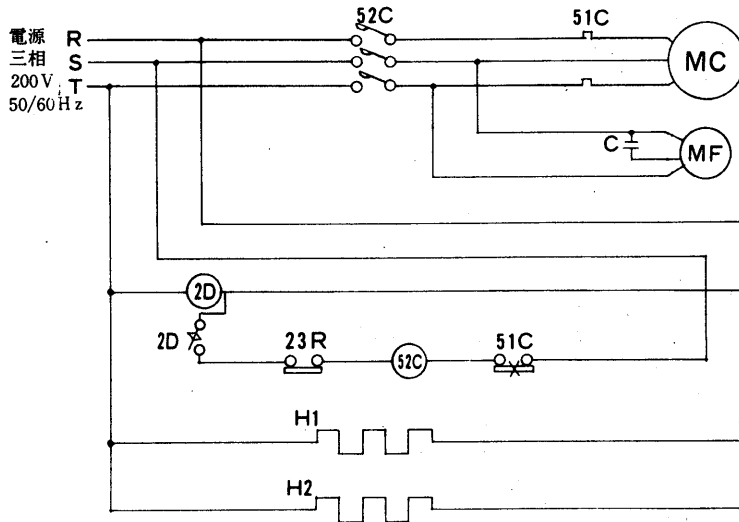 52C
51C
電源 R
三相 S
200V T
50/60Hz
MC
C
MF
2D
2D
23R
52C
51C
H1
H2